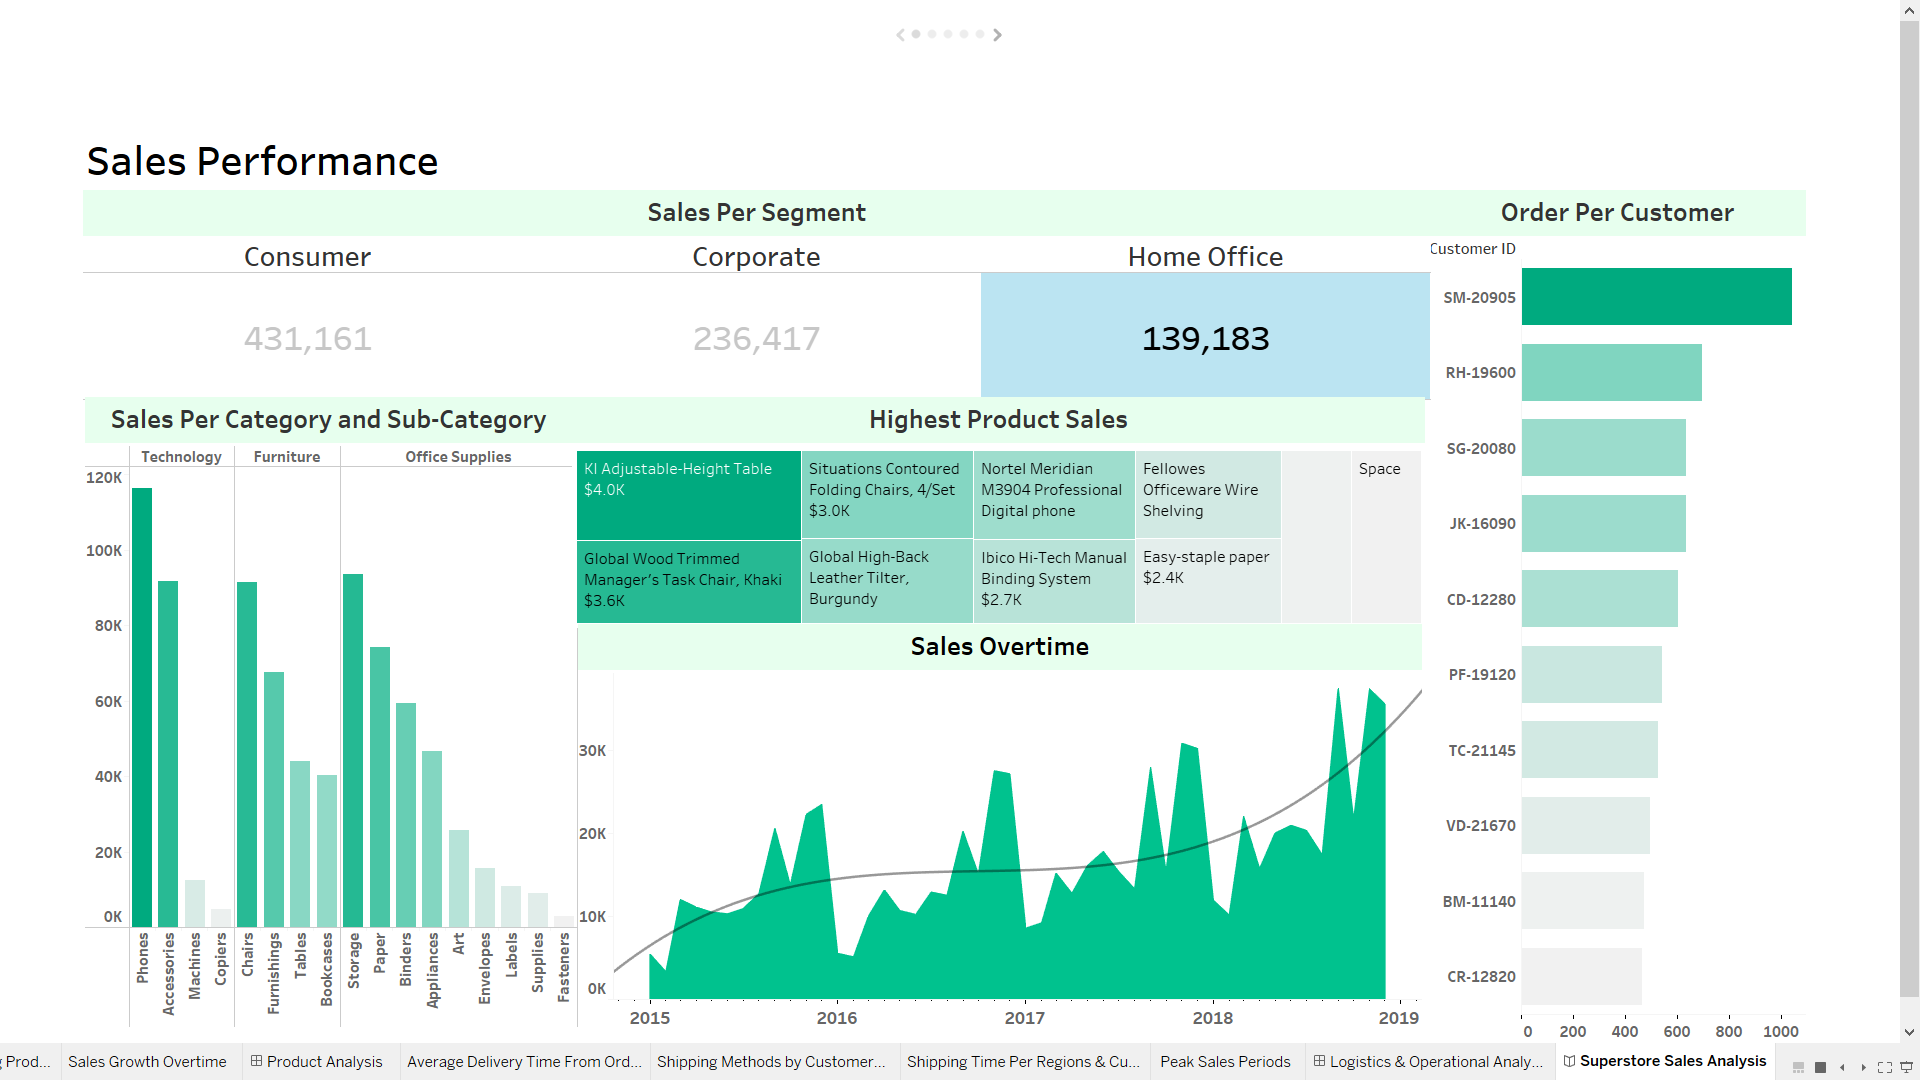 Sales Performance
Sales Per Segment
Order Per Customer
Consumer
Corporate
Home Office
431,161
236,417
139,183
Customer ID
SM-20905
RH-19600
SG-20080
JK-16090
CD-12280
PF-19120
TC-21145
VD-21670
BM-11140
CR-12820
0
200
400
600
800
1000
Sales Per Category and Sub-Category
Technology
Furniture
Office Supplies
120K
100K
80K
60K
40K
20K
0K
Phones
Accessories
Machines
Copiers
Chairs
Furnishings
Tables
Bookcases
Storage
Paper
Binders
Appliances
Art
Envelopes
Labels
Supplies
Fasteners
Highest Product Sales
KI Adjustable-Height Table
$4.0K
Global Wood Trimmed
Manager's Task Chair, Khaki
$3.6K
Situations Contoured
Folding Chairs, 4/Set
$3.0K
Global High-Back
Leather Tilter,
Burgundy
Nortel Meridian
M3904 Professional
Digital phone
Ibico Hi-Tech Manual
Binding System
$2.7K
Fellowes
Officeware Wire
Shelving
Easy-staple paper
$2.4K
Space
Sales Overtime
30K
20K
10K
0K
2015
2016
2017
2018
2019
Prod...
Sales Growth Overtime
Product Analysis
Average Delivery Time From Ord...
Shipping Methods by Customer...
Shipping Time Per Regions & Cu...
Peak Sales Periods
Logistics & Operational Analy...
Superstore Sales Analysis